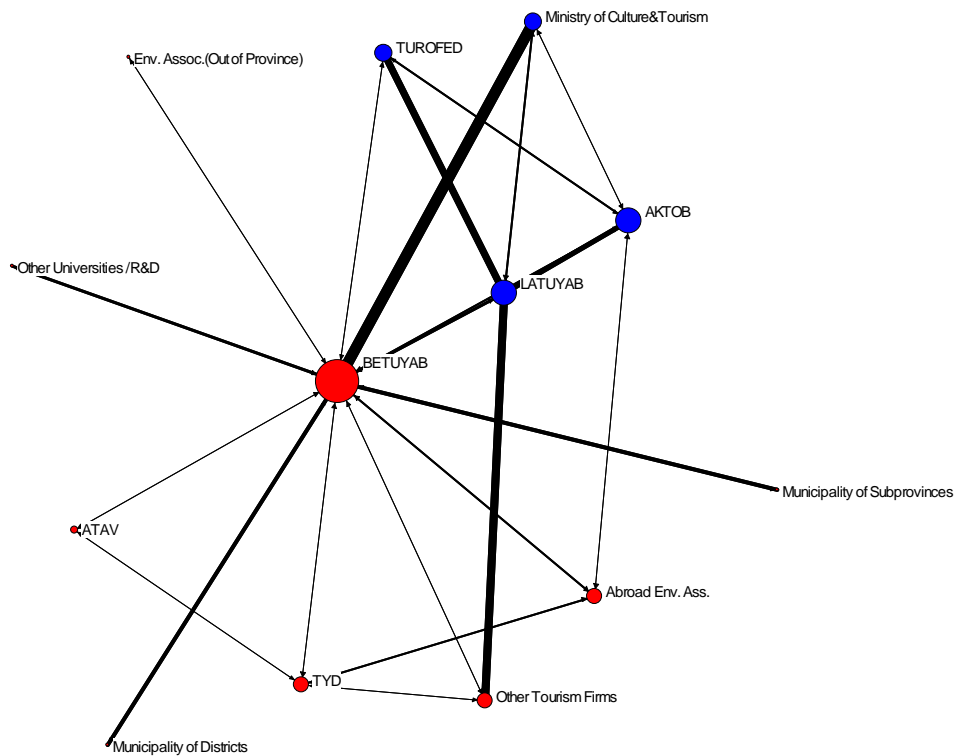 Ministry of Culture&Tourism
TUROFED
Env. Assoc.(Out of Province)
AKTOB
Other Universities /R&D
LATUYAB
BETUYAB
Municipality of Subprovinces
ATAV
Abroad Env. Ass.
TYD
Other Tourism Firms
Municipality of Districts